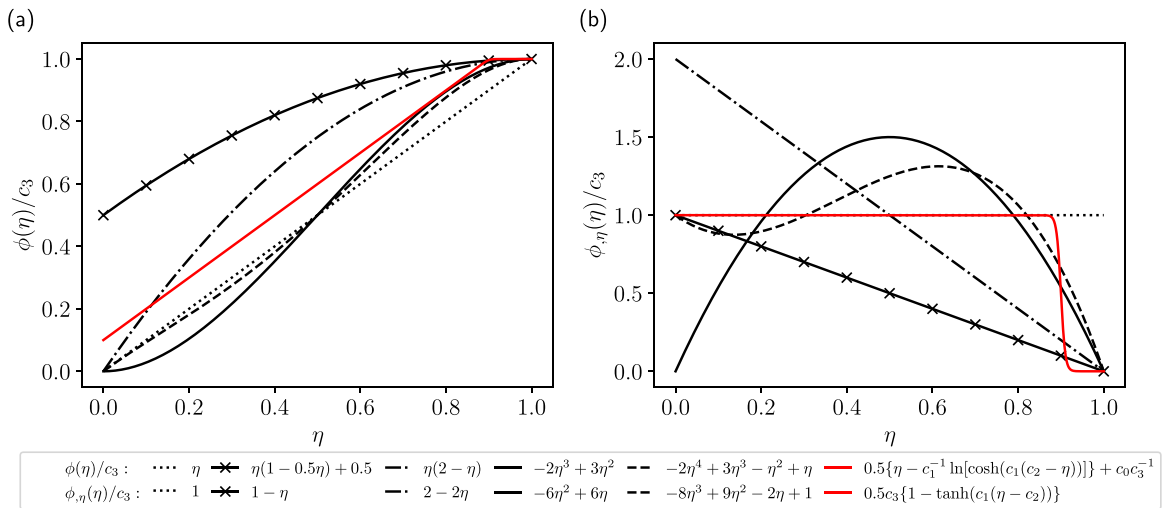 (a)
(b)
1.0
0.8
0.6
0.4
0.2
0.0
ϕ(η)/c₃
0.0 0.2 0.4 0.6 0.8 1.0
η
2.0
1.5
1.0
0.5
0.0
ϕ,η(η)/c₃
0.0 0.2 0.4 0.6 0.8 1.0
η
ϕ(η)/c₃ : η η(1−0.5η)+0.5 η(2−η) −2η³+3η² −2η⁴+3η³−η²+η 0.5{η−c₁⁻¹ ln[cosh(c₁(c₂−η))]}+c₀c₃⁻¹
ϕ,η(η)/c₃ : 1 1−η 2−2η −6η²+6η −8η³+9η²−2η+1 0.5c₃{1−tanh(c₁(η−c₂))}